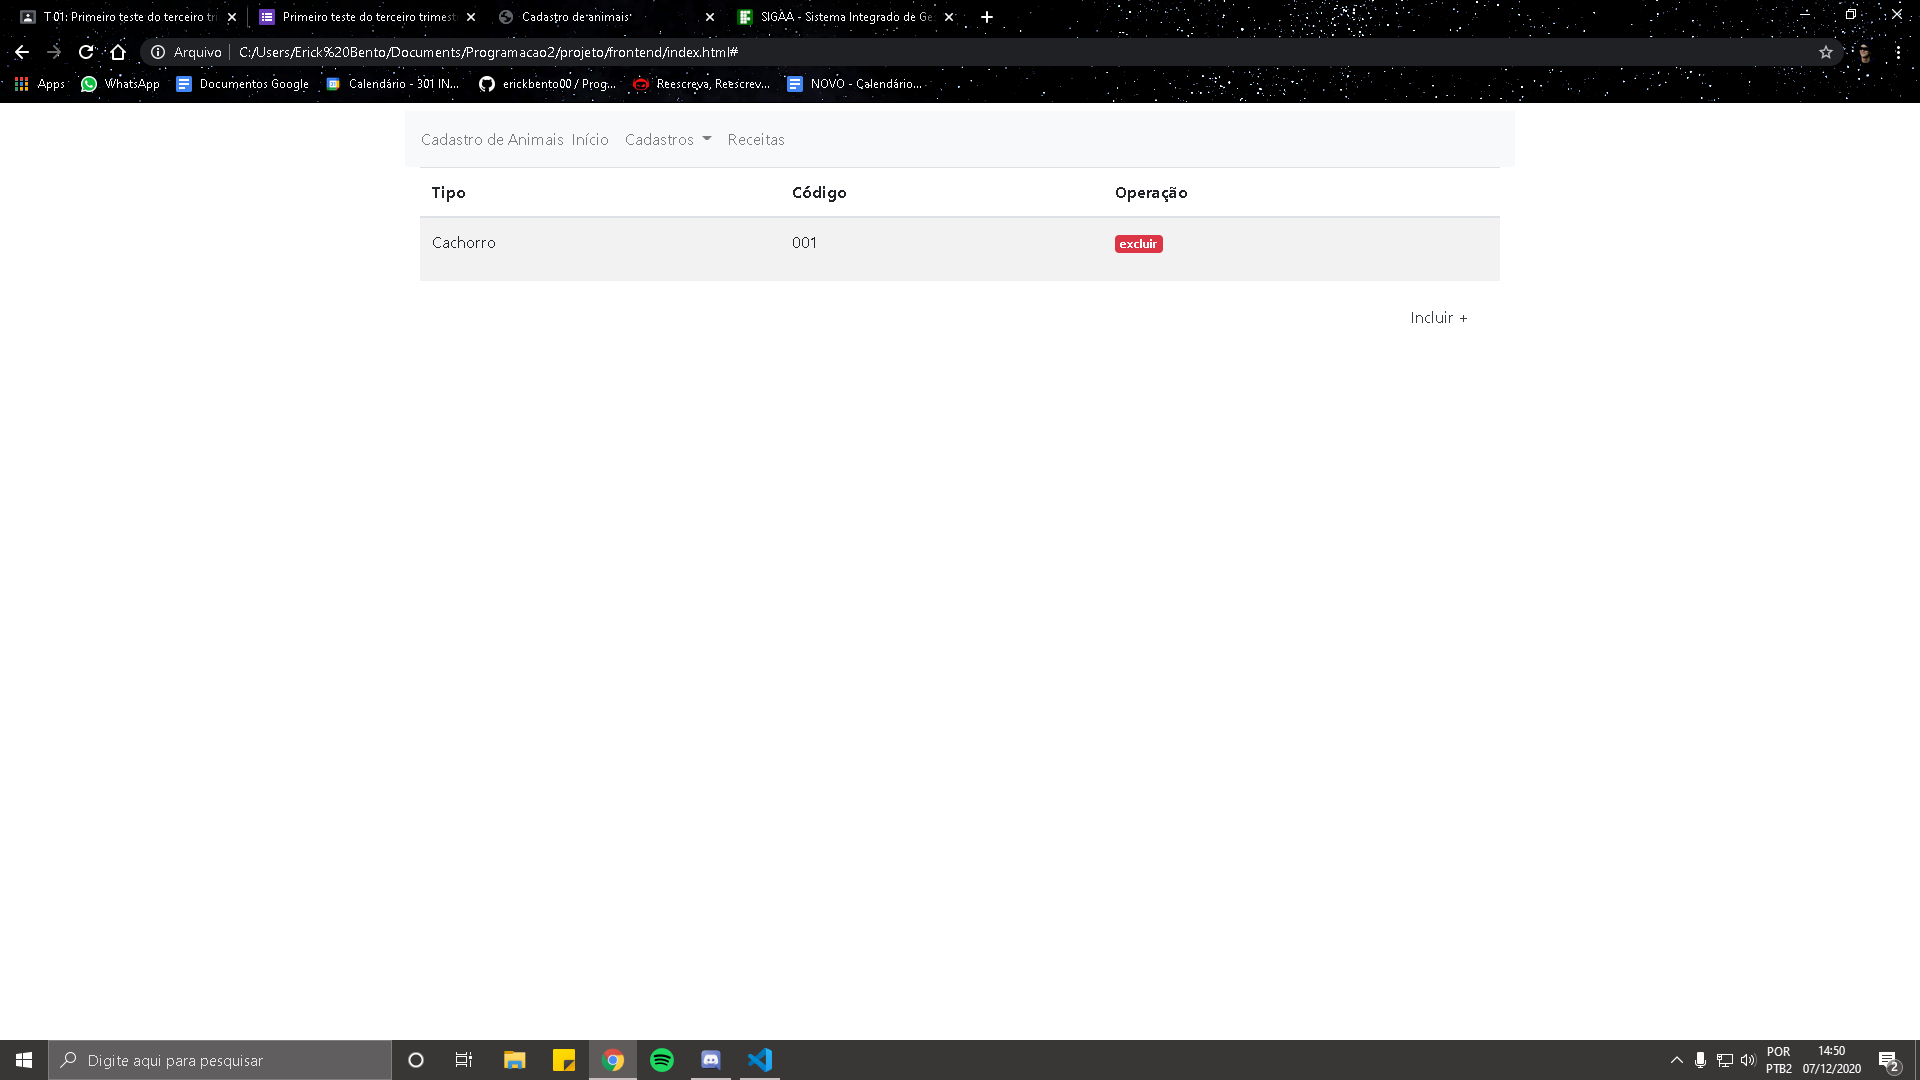 T 01: Primeiro teste do terceiro tri
Primeiro teste do terceiro trimest
Cadastro de animais
SIGAA - Sistema Integrado de Ge
Arquivo
C:/Users/Erick%20Bento/Documents/Programacao2/projeto/frontend/index.html#
Apps
WhatsApp
Documentos Google
Calendário - 301 IN...
erickbento00 / Prog...
Reescreva, Reescrev...
NOVO - Calendário...
Cadastro de Animais Início Cadastros Receitas
Tipo Código Operação
Cachorro 001 excluir
Incluir +
Digite aqui para pesquisar
POR
PTB2
14:50
07/12/2020
2